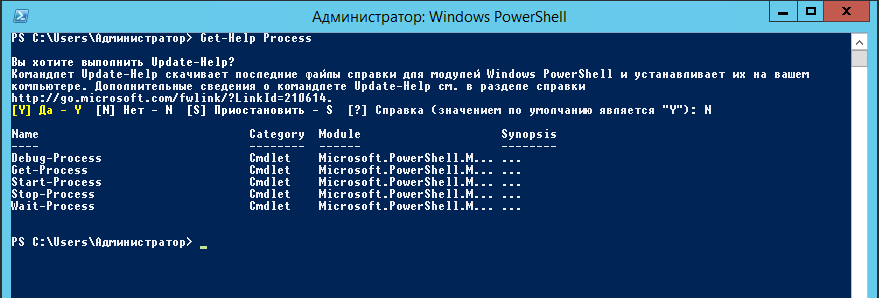 Администратор: Windows PowerShell
PS C:\Users\Администратор> Get-Help Process
Вы хотите выполнить Update-Help?
Командлет Update-Help скачивает последние файлы справки для модулей Windows PowerShell и устанавливает их на вашем
компьютере. Дополнительные сведения о командлете Update-Help см. в разделе справки
http://go.microsoft.com/fwlink/?LinkId=210614.
[Y] Да - Y  [N] Нет - N  [S] Приостановить - S  [?] Справка (значением по умолчанию является "Y"): N
Name Category Module Synopsis
---- -------- ------ --------
Debug-Process Cmdlet Microsoft.PowerShell.M... ...
Get-Process Cmdlet Microsoft.PowerShell.M... ...
Start-Process Cmdlet Microsoft.PowerShell.M... ...
Stop-Process Cmdlet Microsoft.PowerShell.M... ...
Wait-Process Cmdlet Microsoft.PowerShell.M... ...
PS C:\Users\Администратор> _